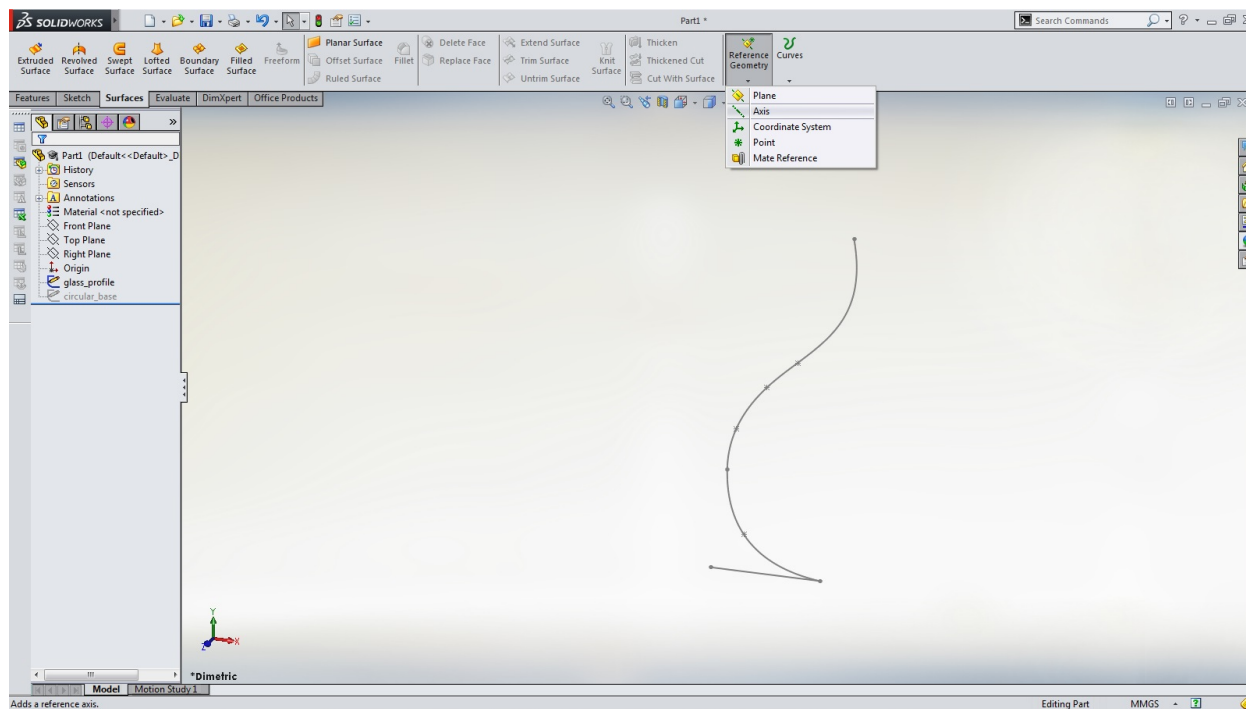 SOLIDWORKS
Part1 *
Search Commands
Extruded Surface
Revolved Surface
Swept Surface
Lofted Surface
Boundary Surface
Filled Surface
Freeform
Planar Surface
Offset Surface
Ruled Surface
Fillet
Delete Face
Replace Face
Extend Surface
Trim Surface
Untrim Surface
Knit Surface
Thicken
Thickened Cut
Cut With Surface
Reference Geometry
Curves
Features Sketch Surfaces Evaluate DimXpert Office Products
Plane
Axis
Coordinate System
Point
Mate Reference
Part1 (Default<<Default>_D
History
Sensors
A Annotations
Material <not specified>
Front Plane
Top Plane
Right Plane
Origin
glass_profile
circular_base
Y
X
Z
*Dimetric
Model Motion Study 1
Adds a reference axis.
Editing Part
MMGS